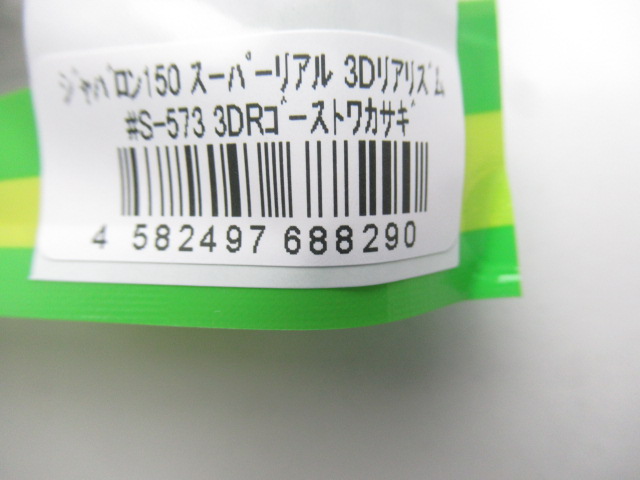 ジャバロン150 スーパーリアル 3Dリアリズム
#S-573 3DRゴーストワカサギ
4 582497 688290